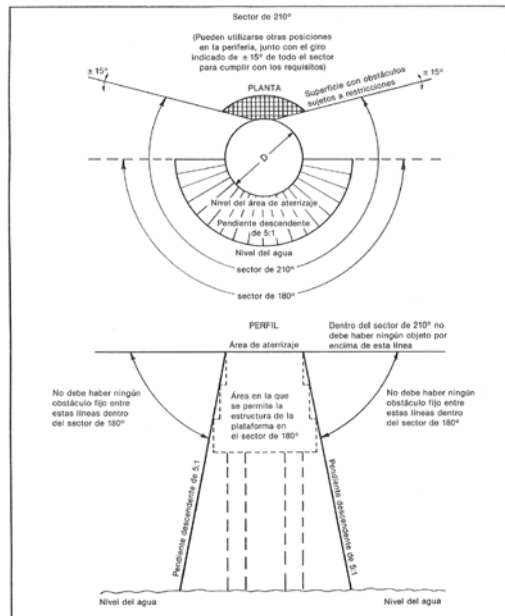 Sector de 210°
(Pueden utilizarse otras posiciones
en la periferia, junto con el giro
indicado de ± 15° de todo el sector
para cumplir con los requisitos)
± 15°
± 15°
PLANTA
Superficie con obstáculos
sujetos a restricciones
D
Nivel del área de aterrizaje
Pendiente descendente
de 5:1
Nivel del agua
sector de 210°
sector de 180°
PERFIL
Área de aterrizaje
Dentro del sector de 210° no
debe haber ningún objeto por
encima de esta línea
No debe haber ningún
obstáculo fijo entre
estas líneas dentro
del sector de 180°
Área en la que
se permite la
estructura de la
plataforma en
el sector de 180°
No debe haber ningún
obstáculo fijo entre
estas líneas dentro
del sector de 180°
Pendiente descendente de 5:1
Pendiente descendente de 5:1
Nivel del agua
Nivel del agua